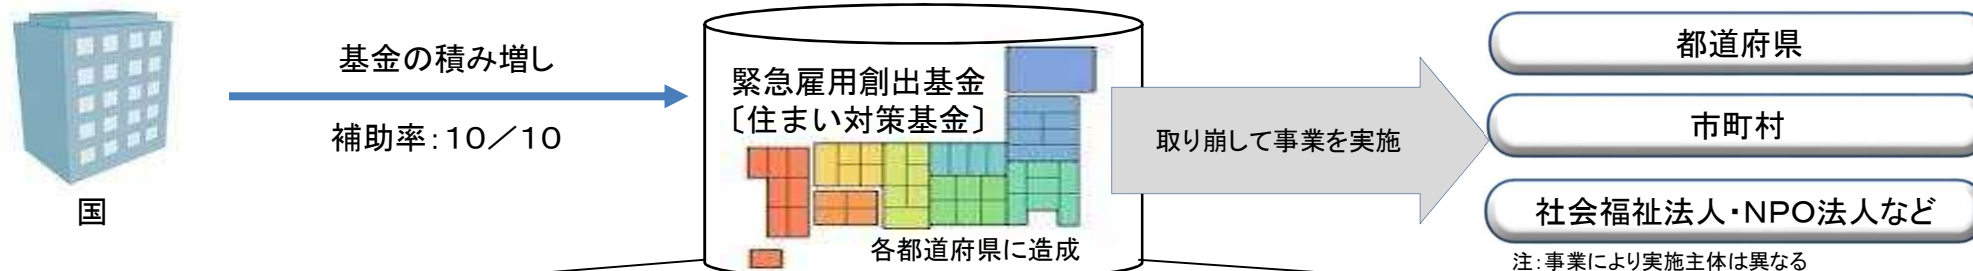 国
基金の積み増し
補助率：10／10
緊急雇用創出基金
〔住まい対策基金〕
各都道府県に造成
取り崩して事業を実施
都道府県
市町村
社会福祉法人・NPO法人など
注：事業により実施主体は異なる